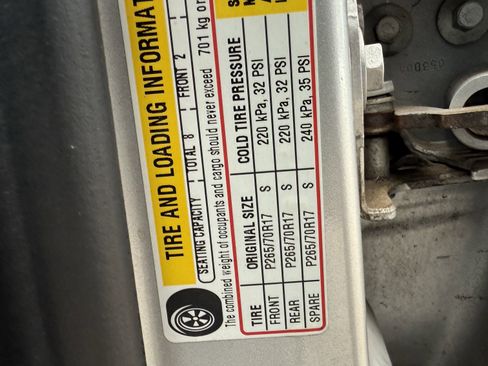 TIRE AND LOADING INFORMAT
SEATING CAPACITY TOTAL 8 FRONT 2
The combined weight of occupants and cargo should never exceed 701 kg or
TIRE ORIGINAL SIZE COLD TIRE PRESSURE
FRONT P265/70R17 S 220 kPa, 32 PSI
REAR P265/70R17 S 220 kPa, 32 PSI
SPARE P265/70R17 S 240 kPa, 35 PSI